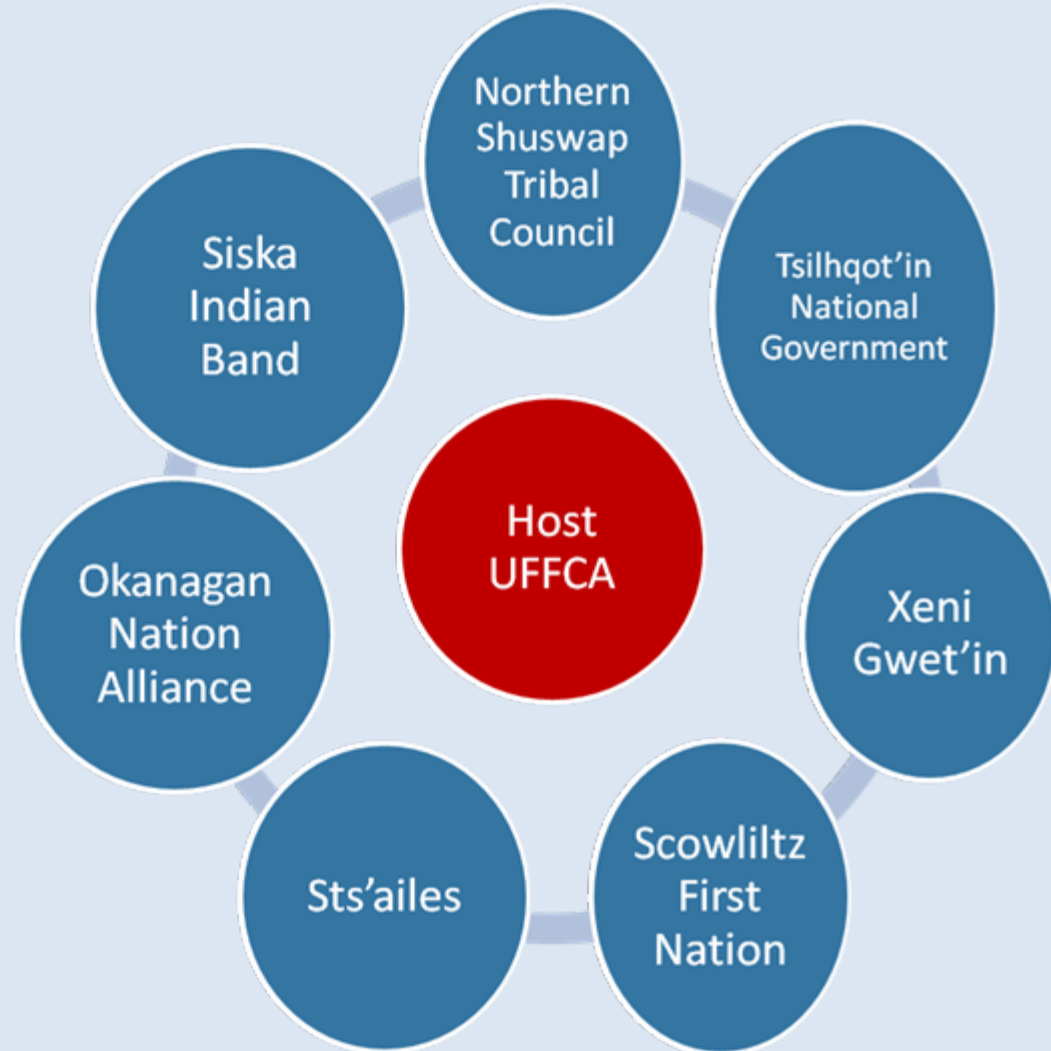 Northern
Shuswap
Tribal
Council
Tsilhqot’in
National
Government
Xeni
Gwet’in
Scowliltz
First
Nation
Sts’ailes
Okanagan
Nation
Alliance
Siska
Indian
Band
Host
UFFCA